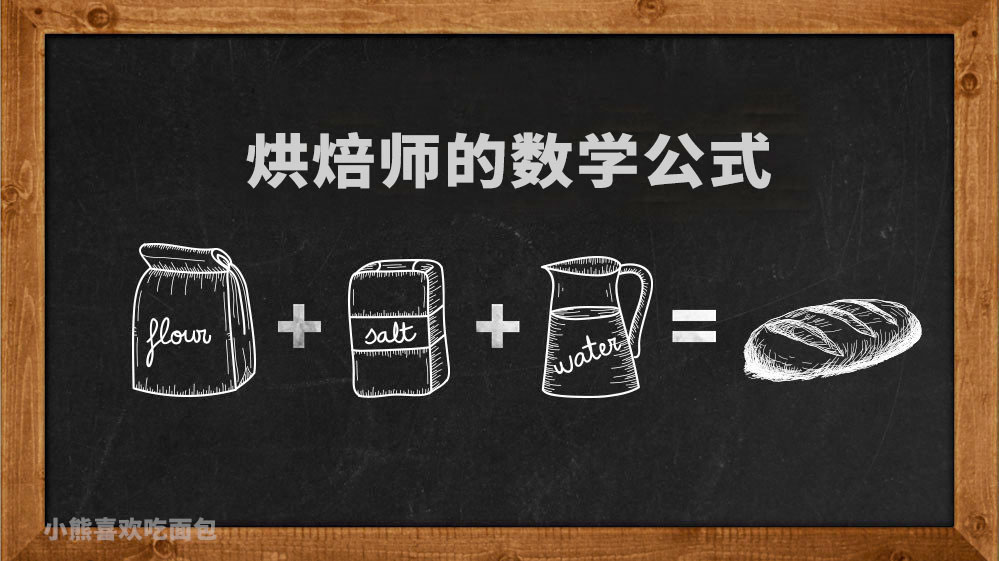 烘焙师的数学公式
flour + salt + water =
小熊喜欢吃面包